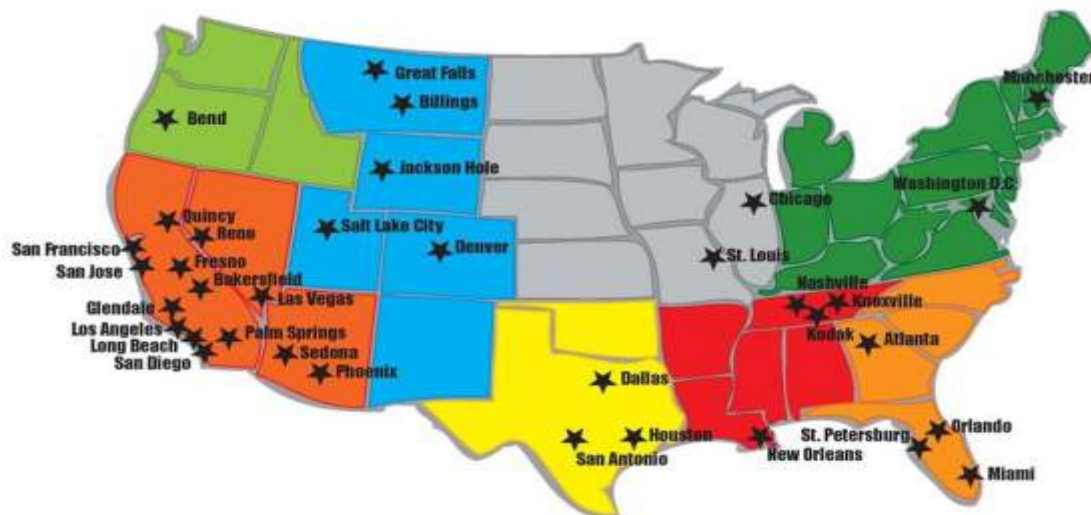 Manchester
Great Falls
Billings
Bend
Jackson Hole
Washington D.C
Chicago
Quincy
Salt Lake City
Reno
San Francisco
Denver
St. Louis
San Jose
Fresno
Bakersfield
Nashville
Las Vegas
Knoxville
Glendale
Los Angeles
Palm Springs
Kodak
Atlanta
Long Beach
Sedona
San Diego
Phoenix
Dallas
Orlando
Houston
St. Petersburg
New Orleans
San Antonio
Miami